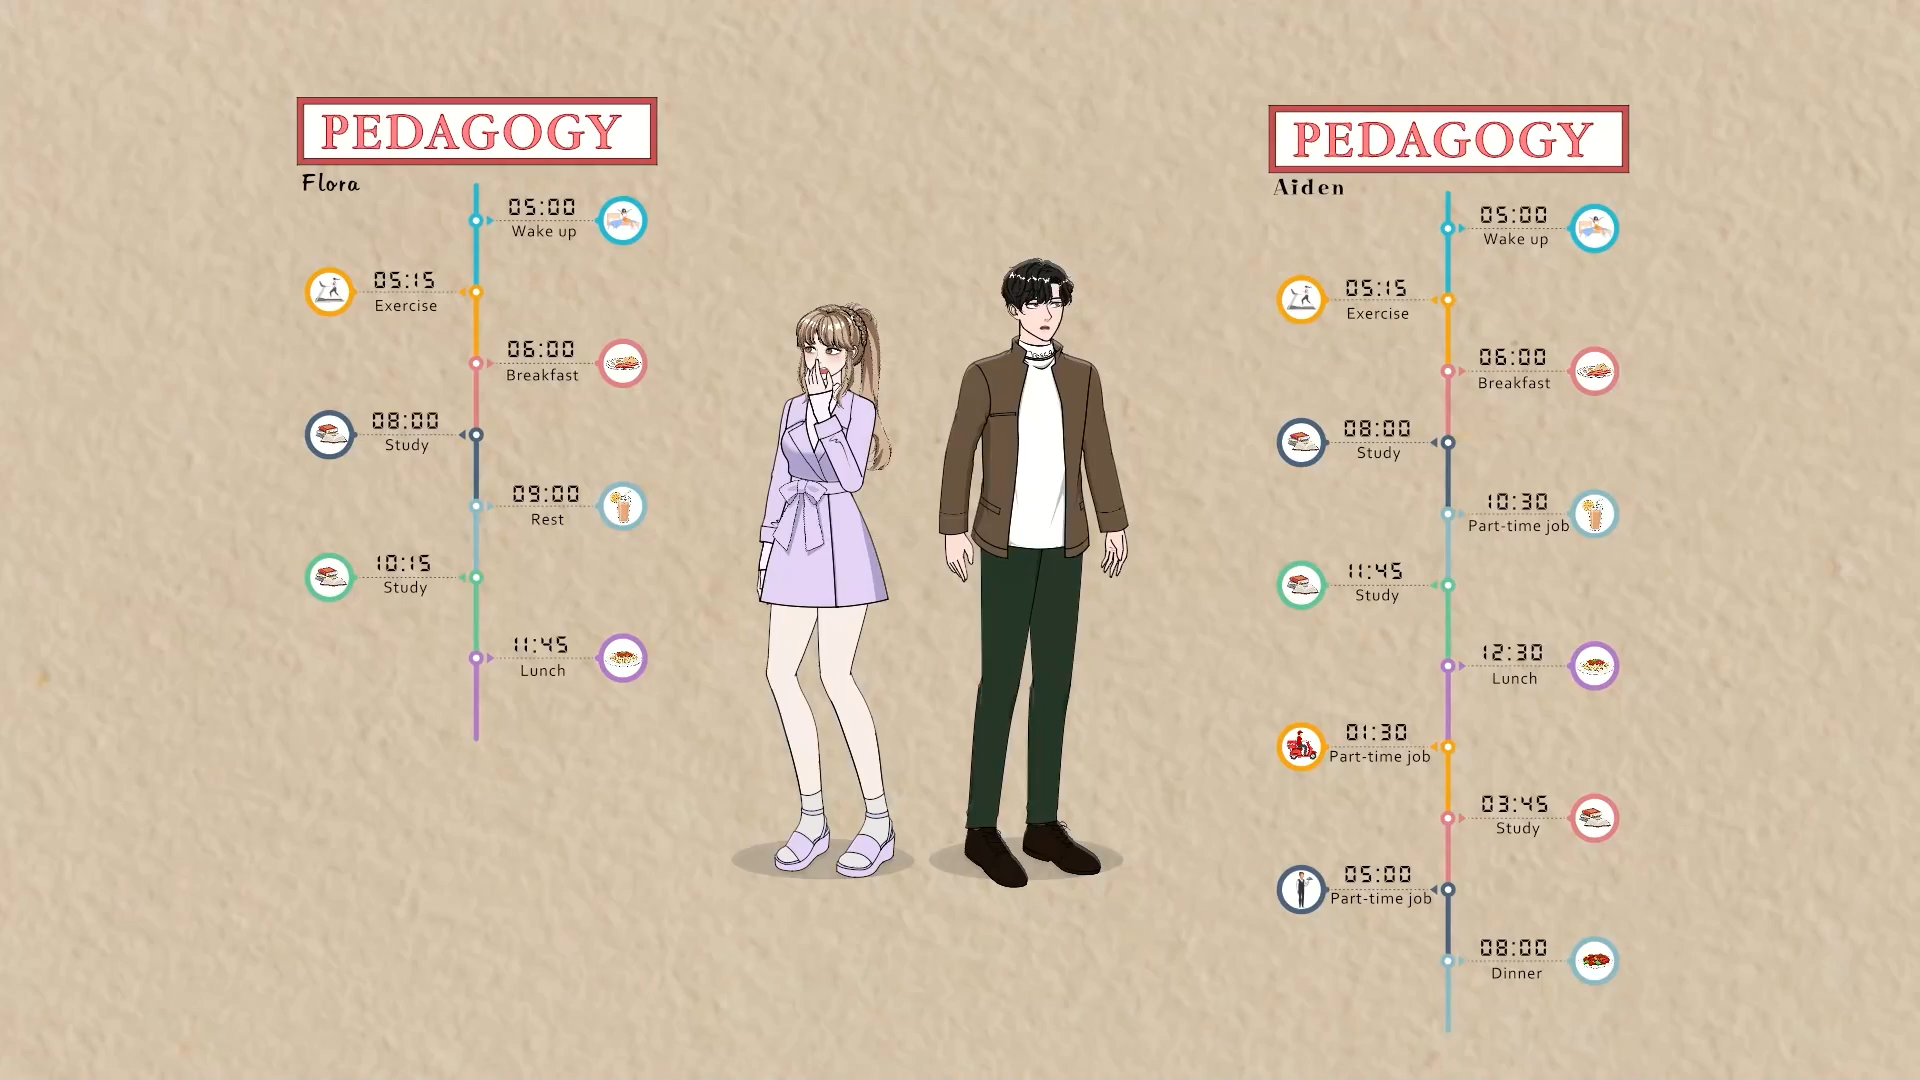 PEDAGOGY
Flora
05:00
Wake up
05:15
Exercise
06:00
Breakfast
08:00
Study
09:00
Rest
10:15
Study
11:45
Lunch
PEDAGOGY
Aiden
05:00
Wake up
05:15
Exercise
06:00
Breakfast
08:00
Study
10:30
Part-time job
11:45
Study
12:30
Lunch
01:30
Part-time job
03:45
Study
05:00
Part-time job
08:00
Dinner